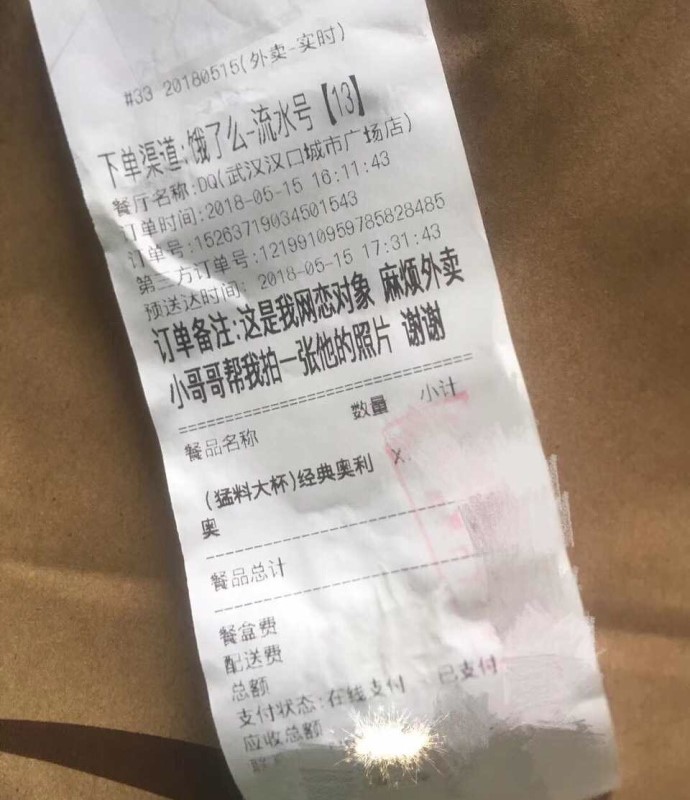 #33 20180515(外卖-实时)
下单渠道:饿了么-流水号【13】
餐厅名称:DQ(武汉汉口城市广场店)
订单时间:2018-05-15 16:11:43
订单号:15263719034501543
第三方订单号:1219910959785828485
预送达时间: 2018-05-15 17:31:43
订单备注:这是我网恋对象 麻烦外卖
小哥哥帮我拍一张他的照片 谢谢
餐品名称 数量 小计
(猛料大杯)经典奥利 X
奥
餐品总计
餐盒费
配送费
总额
支付状态:在线支付 已支付
应收总额